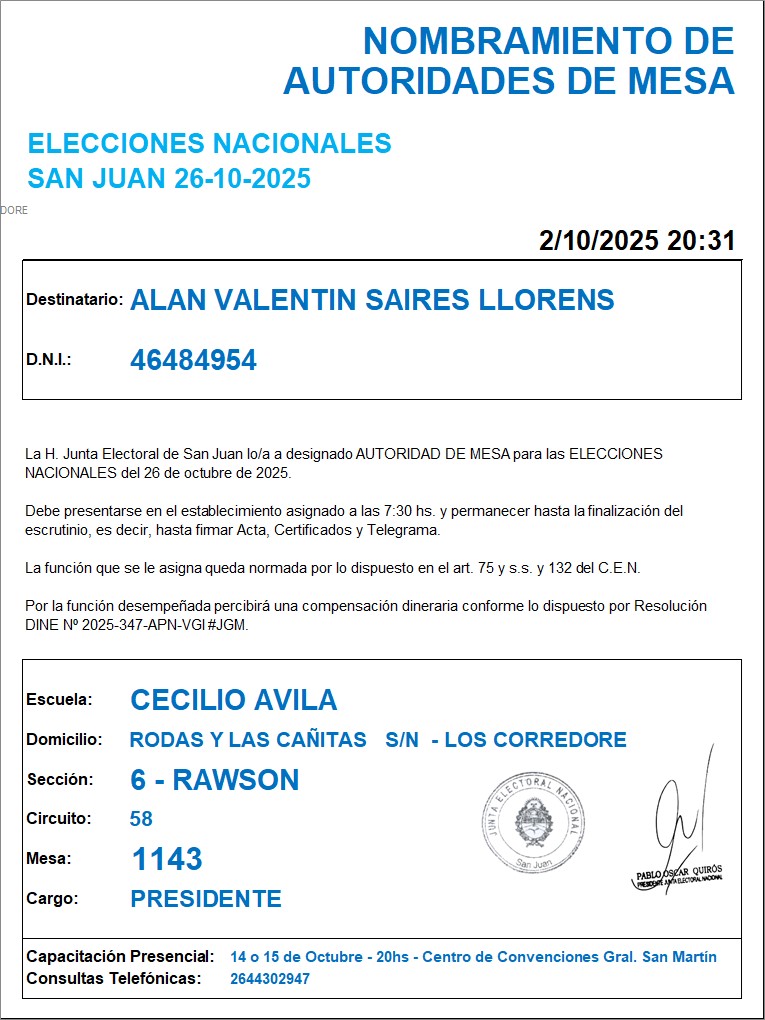 NOMBRAMIENTO DE
AUTORIDADES DE MESA
ELECCIONES NACIONALES
SAN JUAN 26-10-2025
DORE
2/10/2025 20:31
Destinatario: ALAN VALENTIN SAIRES LLORENS
D.N.I.: 46484954
La H. Junta Electoral de San Juan lo/a a designado AUTORIDAD DE MESA para las ELECCIONES
NACIONALES del 26 de octubre de 2025.
Debe presentarse en el establecimiento asignado a las 7:30 hs. y permanecer hasta la finalización del
escrutinio, es decir, hasta firmar Acta, Certificados y Telegrama.
La función que se le asigna queda normada por lo dispuesto en el art. 75 y s.s. y 132 del C.E.N.
Por la función desempeñada percibirá una compensación dineraria conforme lo dispuesto por Resolución
DINE Nº 2025-347-APN-VGI#JGM.
Escuela: CECILIO AVILA
Domicilio: RODAS Y LAS CAÑITAS S/N - LOS CORREDORE
Sección: 6 - RAWSON
Circuito: 58
Mesa: 1143
Cargo: PRESIDENTE
JUNTA ELECTORAL NACIONAL
San Juan
PABLO OSCAR QUIRÓS
PRESIDENTE JUNTA ELECTORAL NACIONAL
Capacitación Presencial: 14 o 15 de Octubre - 20hs - Centro de Convenciones Gral. San Martín
Consultas Telefónicas: 2644302947